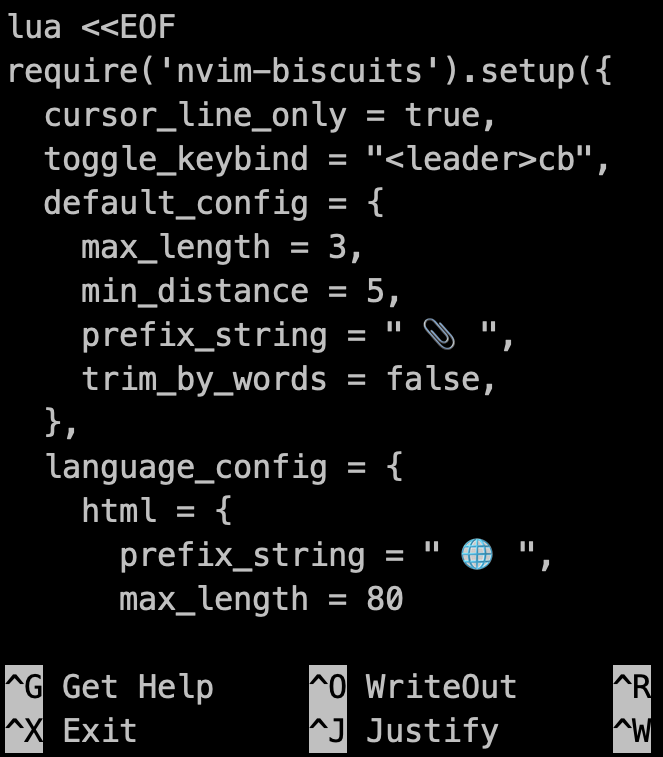 lua <<EOF
require('nvim-biscuits').setup({
  cursor_line_only = true,
  toggle_keybind = "<leader>cb",
  default_config = {
    max_length = 3,
    min_distance = 5,
    prefix_string = " 📎 ",
    trim_by_words = false,
  },
  language_config = {
    html = {
      prefix_string = " 🌐 ",
      max_length = 80
^G Get Help     ^O WriteOut     ^R
^X Exit         ^J Justify      ^W